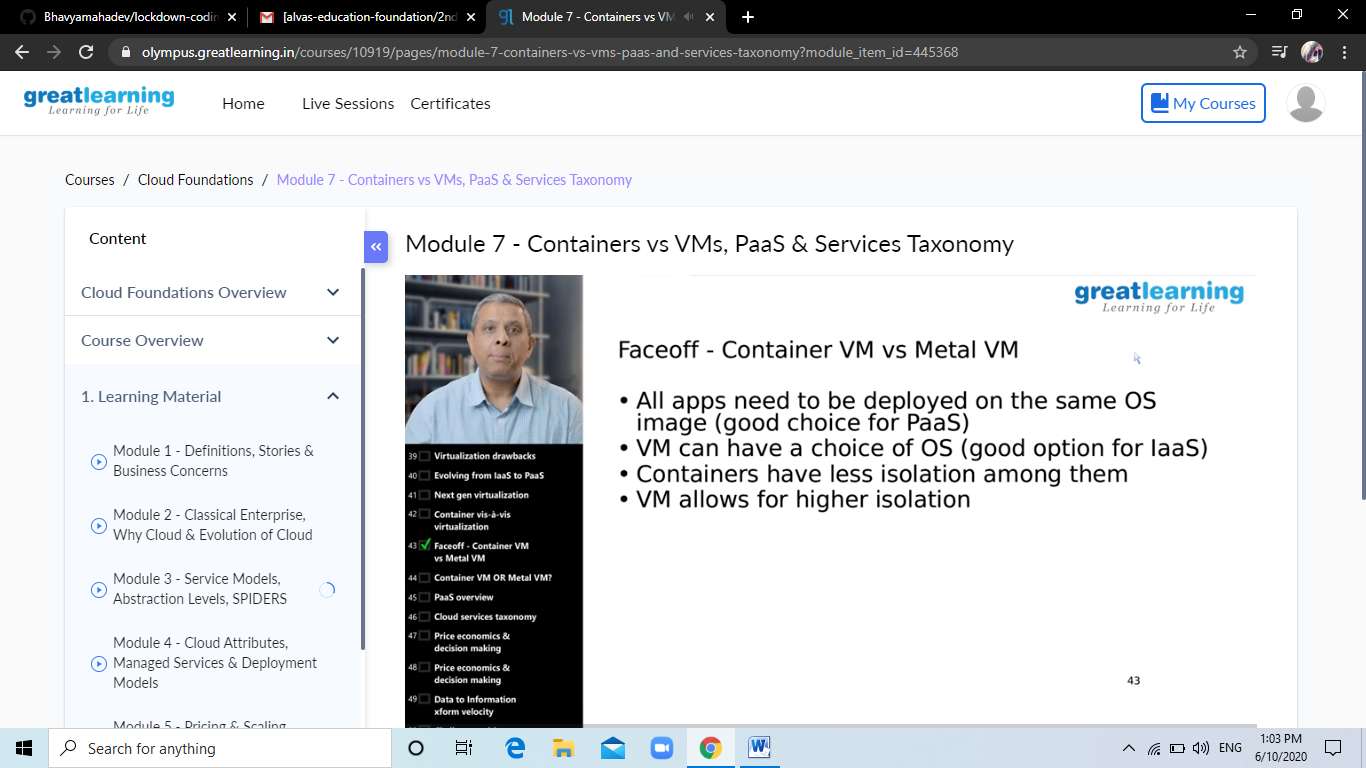 Bhavyamahadev/lockdown-codin
[alvas-education-foundation/2nd
Module 7 - Containers vs VM
olympus.greatlearning.in/courses/10919/pages/module-7-containers-vs-vms-paas-and-services-taxonomy?module_item_id=445368
greatlearning
Learning for Life
Home
Live Sessions
Certificates
My Courses
Courses / Cloud Foundations / Module 7 - Containers vs VMs, PaaS & Services Taxonomy
Content
Cloud Foundations Overview
Course Overview
1. Learning Material
Module 1 - Definitions, Stories &
Business Concerns
Module 2 - Classical Enterprise,
Why Cloud & Evolution of Cloud
Module 3 - Service Models,
Abstraction Levels, SPIDERS
Module 4 - Cloud Attributes,
Managed Services & Deployment
Models
Module 5 - Pricing & Scaling
Module 7 - Containers vs VMs, PaaS & Services Taxonomy
39 Virtualization drawbacks
40 Evolving from IaaS to PaaS
41 Next gen virtualization
42 Container vis-à-vis
virtualization
43 Faceoff - Container VM
vs Metal VM
44 Container VM OR Metal VM?
45 PaaS overview
46 Cloud services taxonomy
47 Price economics &
decision making
48 Price economics &
decision making
49 Data to Information
xform velocity
greatlearning
Learning for Life
Faceoff - Container VM vs Metal VM
• All apps need to be deployed on the same OS
image (good choice for PaaS)
• VM can have a choice of OS (good option for IaaS)
• Containers have less isolation among them
• VM allows for higher isolation
43
Search for anything
ENG
1:03 PM
6/10/2020